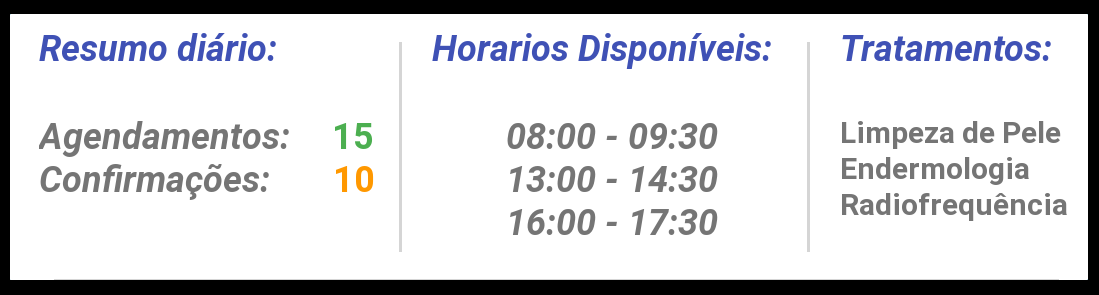 Resumo diário:
Agendamentos: 15
Confirmações: 10
Horarios Disponíveis:
08:00 - 09:30
13:00 - 14:30
16:00 - 17:30
Tratamentos:
Limpeza de Pele
Endermologia
Radiofrequência